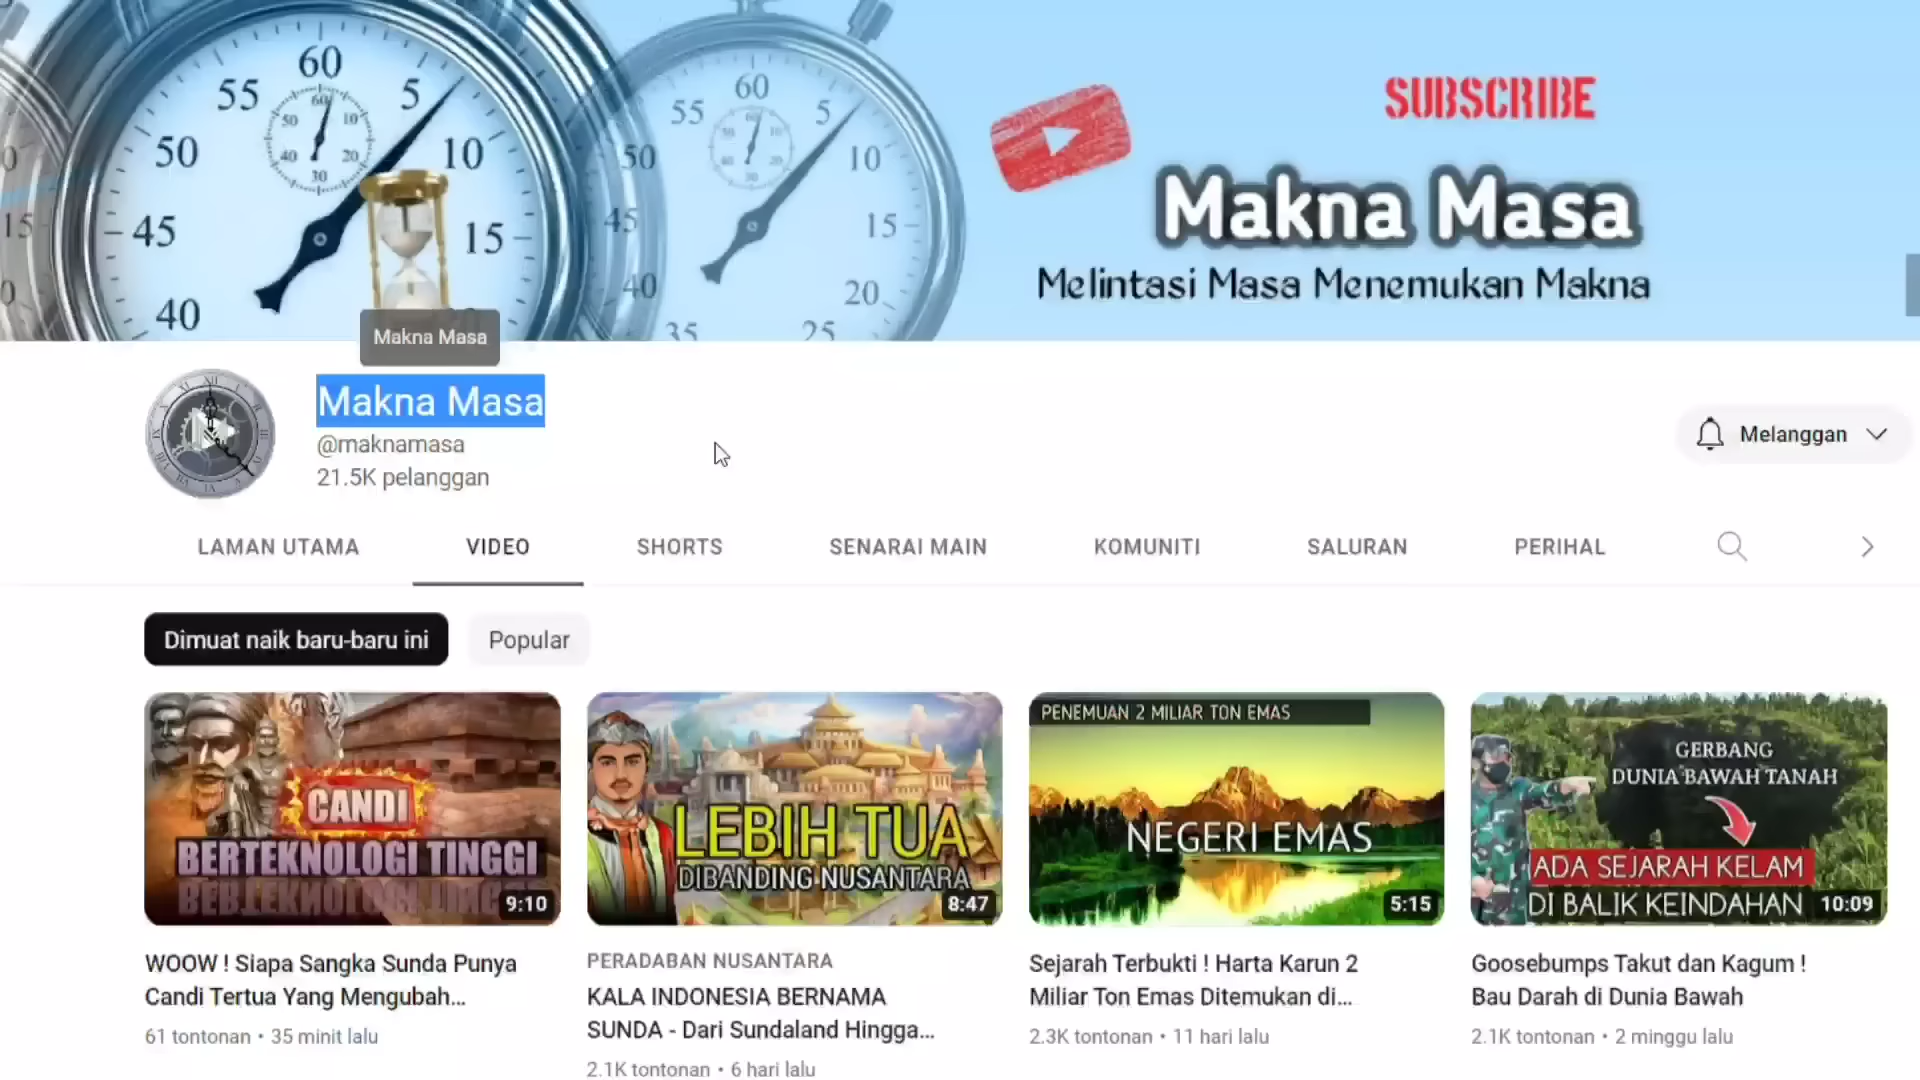 60
55
5
50
10
45
15
40
60
10
20
30
40
50
60
55
5
50
10
45
15
40
20
35
25
15
SUBSCRIBE
Makna Masa
Melintasi Masa Menemukan Makna
Makna Masa
Makna Masa
@maknamasa
21.5K pelanggan
Melanggan
LAMAN UTAMA
VIDEO
SHORTS
SENARAI MAIN
KOMUNITI
SALURAN
PERIHAL
Dimuat naik baru-baru ini
Popular
CANDI
BERTEKNOLOGI TINGGI
9:10
LEBIH TUA
DIBANDING NUSANTARA
8:47
PENEMUAN 2 MILIAR TON EMAS
NEGERI EMAS
5:15
GERBANG
DUNIA BAWAH TANAH
ADA SEJARAH KELAM
DI BALIK KEINDAHAN
10:09
WOOW ! Siapa Sangka Sunda Punya
Candi Tertua Yang Mengubah...
61 tontonan • 35 minit lalu
PERADABAN NUSANTARA
KALA INDONESIA BERNAMA
SUNDA - Dari Sundaland Hingga...
2.1K tontonan • 6 hari lalu
Sejarah Terbukti ! Harta Karun 2
Miliar Ton Emas Ditemukan di...
2.3K tontonan • 11 hari lalu
Goosebumps Takut dan Kagum !
Bau Darah di Dunia Bawah
2.1K tontonan • 2 minggu lalu